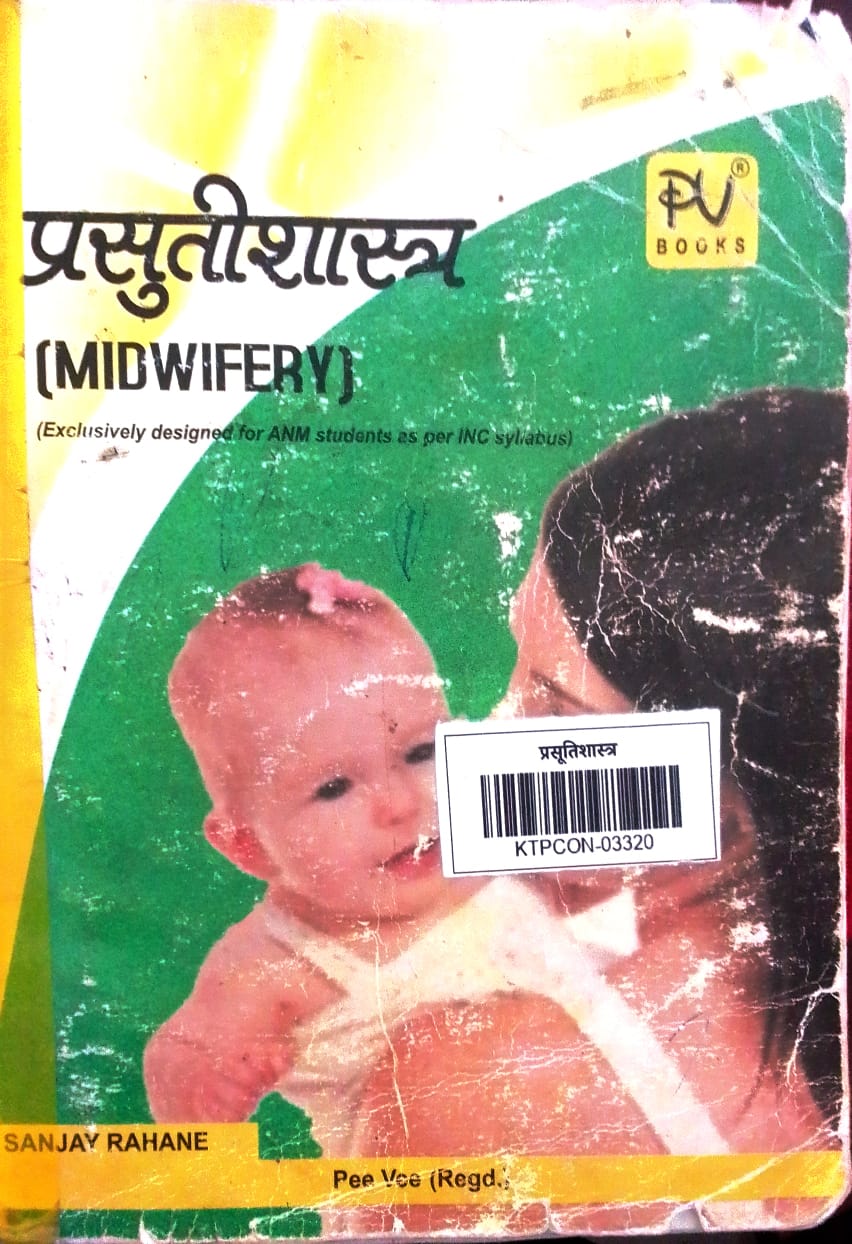 PV®
BOOKS
प्रसुतीशास्त्र
(MIDWIFERY)
(Exclusively designed for ANM students as per INC syllabus)
प्रसूतिशास्त्र
KTPCON-03320
SANJAY RAHANE
Pee Vee (Regd.)